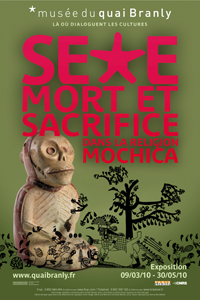 *musée du quai Branly
LÀ OÙ DIALOGUENT LES CULTURES
SE★E
MORT ET
SACRIFICE
DANS LA RELIGION
MOCHICA
www.quaibranly.fr
Exposition
09/03/10 - 30/05/10